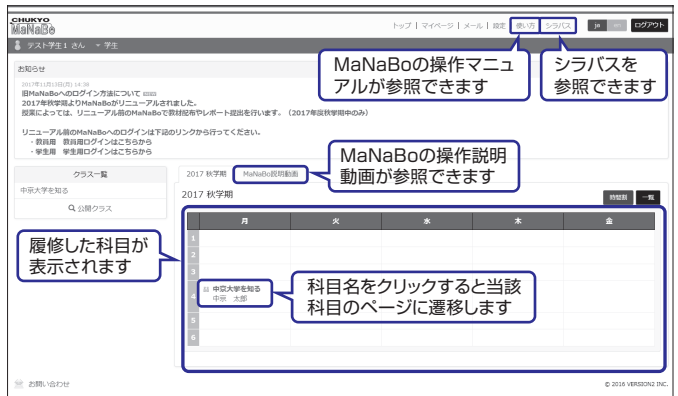 CHUKYO
MaNaBo
トップ | マイページ | メール | 設定 使い方 シラバス ja en ログアウト
テスト学生1 さん 学生
お知らせ
MaNaBoの操作マニュ
アルが参照できます
シラバスを
参照できます
2017年11月13日(月) 14:38
旧MaNaBoへのログイン方法について
2017年秋学期よりMaNaBoがリニューアルされました。
授業によっては、リニューアル前のMaNaBoで教材配布やレポート提出を行います。（2017年度秋学期中のみ）
リニューアル前のMaNaBoへのログインは下記のリンクから行ってください。
・教員用 教員用ログインはこちらから
・学生用 学生用ログインはこちらから
MaNaBoの操作説明
動画が参照できます
クラス一覧
中京大学を知る
公開クラス
2017 秋学期 MaNaBo説明動画
2017 秋学期
時間割 一覧
月 火 水 木 金
1
2
3
4
5
6
履修した科目が
表示されます
中京大学を知る
中京 太郎
科目名をクリックすると当該
科目のページに遷移します
お問い合わせ
© 2016 VERSION2 INC.